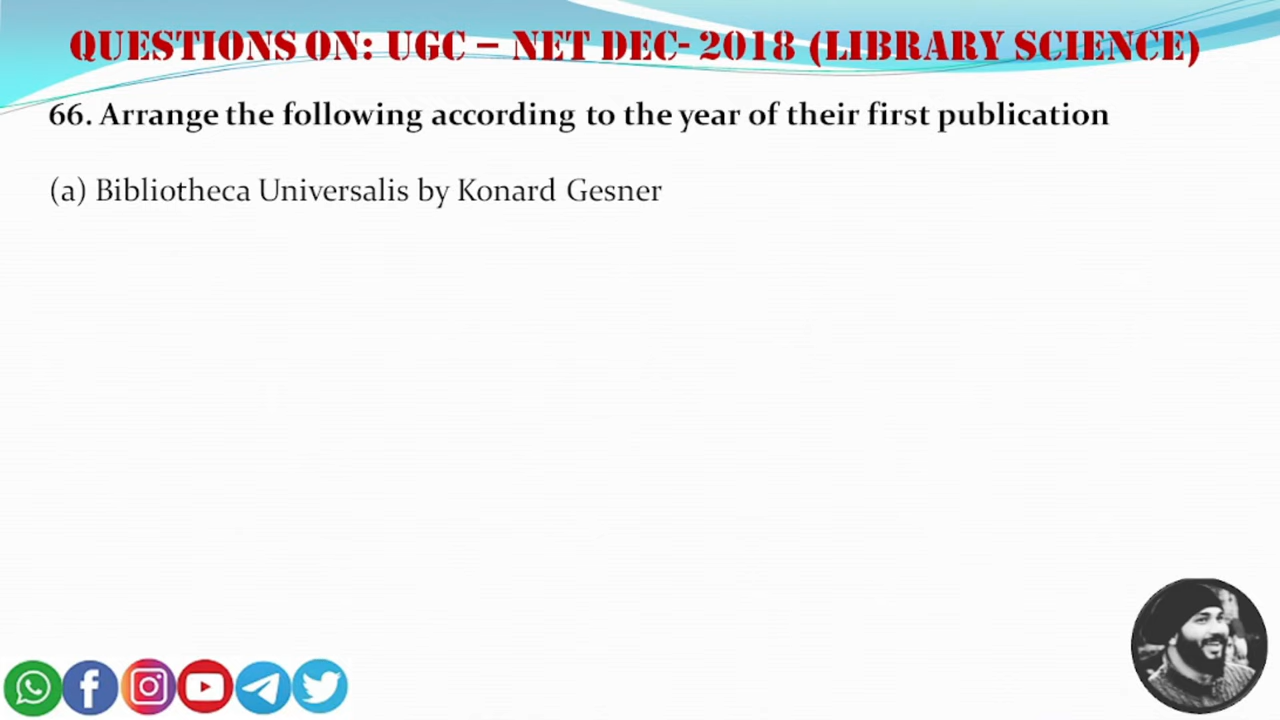 QUESTIONS ON: UGC – NET DEC- 2018 (LIBRARY SCIENCE)
66. Arrange the following according to the year of their first publication
(a) Bibliotheca Universalis by Konard Gesner